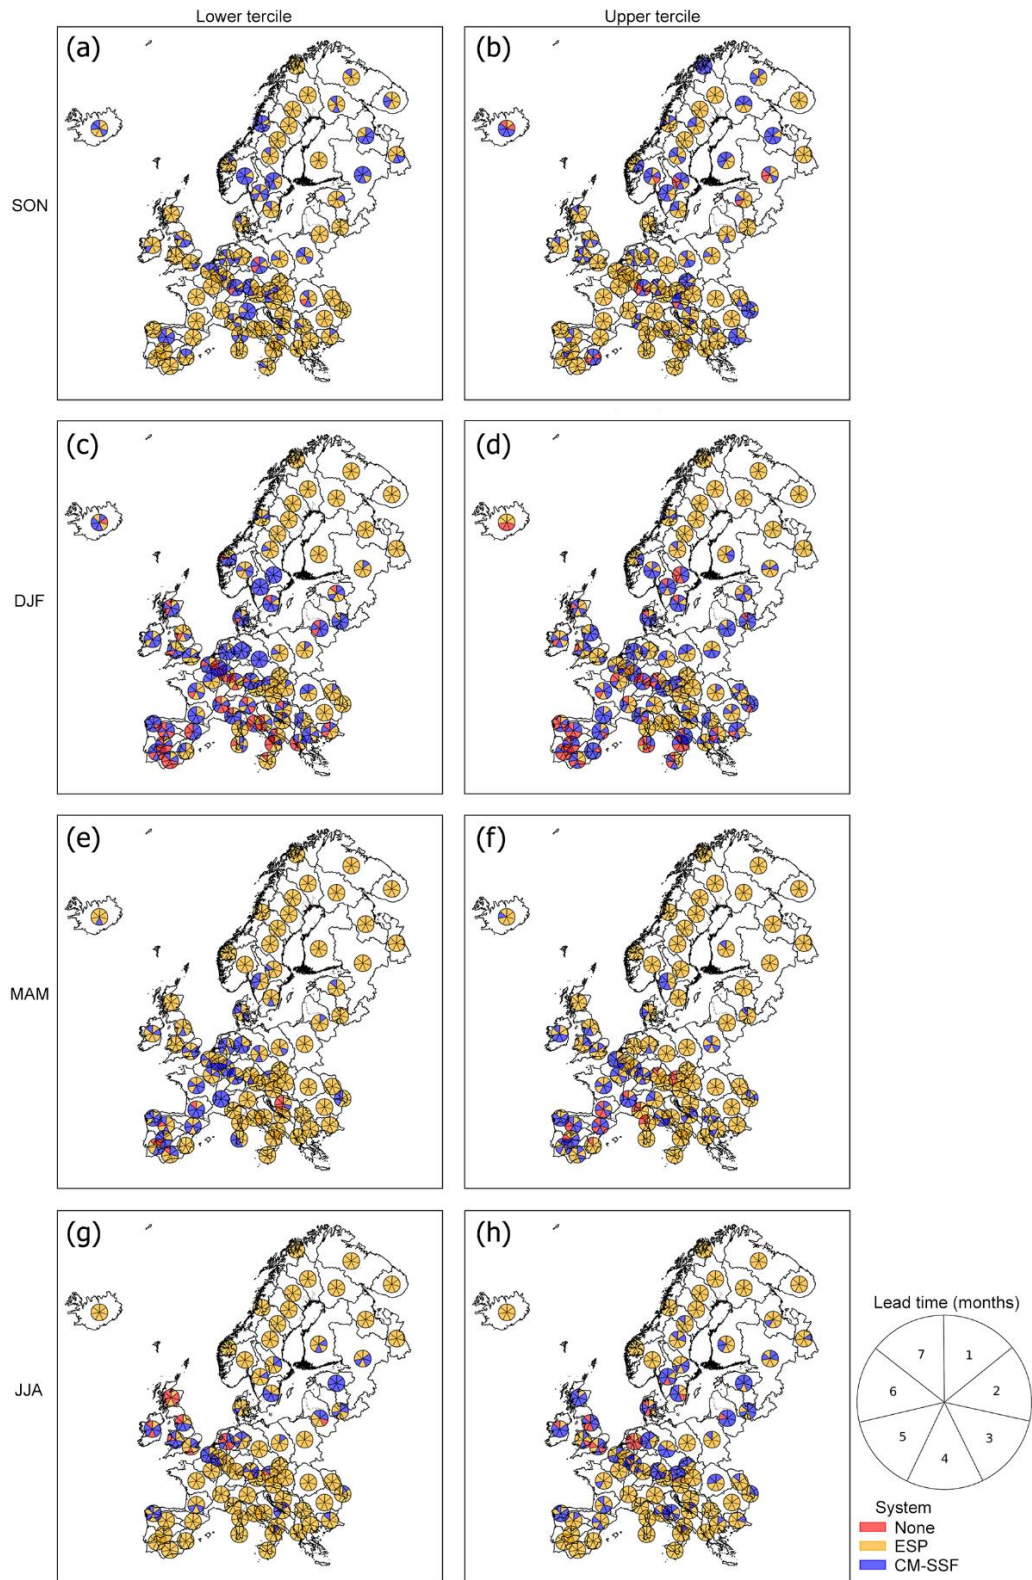 Lower tercile
Upper tercile
(a)
(b)
SON
(c)
(d)
DJF
(e)
(f)
MAM
(g)
(h)
JJA
Lead time (months)
7
1
6
2
5
3
4
System
None
ESP
CM-SSF